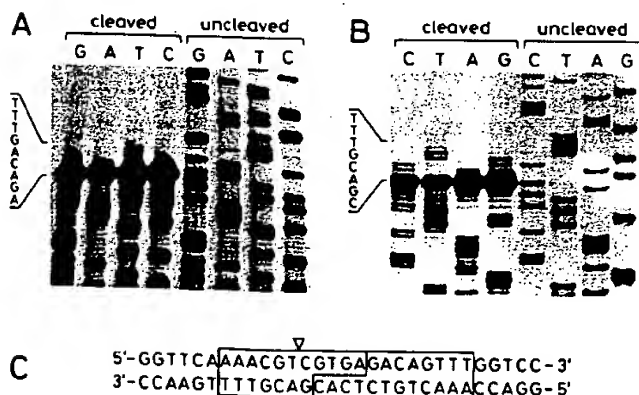 A
cleaved uncleaved
G A T C G A T C
TTTGACAGA
B
cleaved uncleaved
C T A G C T A G
TTTGCAGC
C
5'-GGTTCAAAACGTCGTGAGACAGTTTGGTCC-3'
3'-CCAAGTTTTGCAGCACTCTGTCAAACCAGG-5'